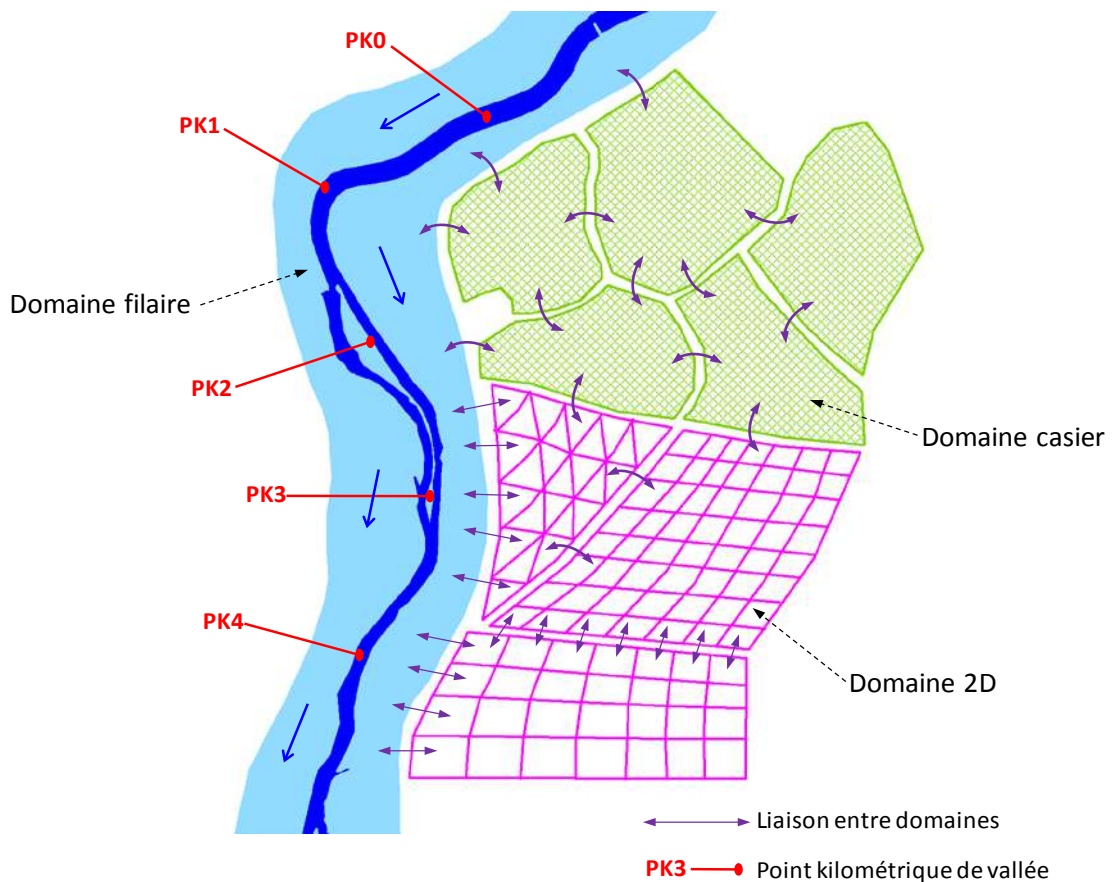 PK0
PK1
Domaine filaire
PK2
Domaine casier
PK3
PK4
Domaine 2D
Liaison entre domaines
PK3 Point kilométrique de vallée